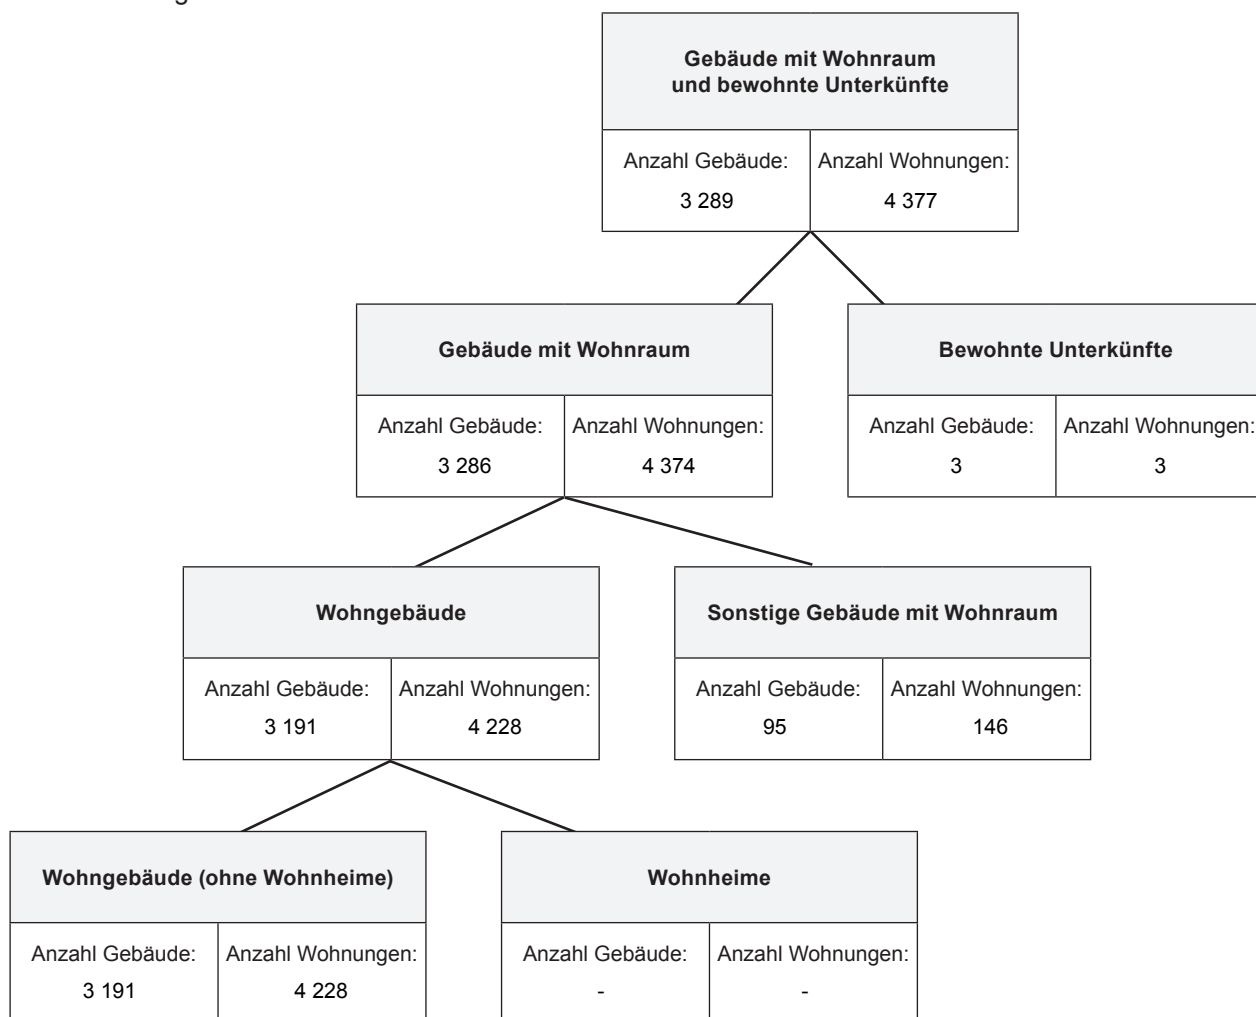 Gebäude mit Wohnraum
und bewohnte Unterkünfte
Anzahl Gebäude: Anzahl Wohnungen:
3 289 4 377
Gebäude mit Wohnraum Bewohnte Unterkünfte
Anzahl Gebäude: Anzahl Wohnungen: Anzahl Gebäude: Anzahl Wohnungen:
3 286 4 374 3 3
Wohngebäude Sonstige Gebäude mit Wohnraum
Anzahl Gebäude: Anzahl Wohnungen: Anzahl Gebäude: Anzahl Wohnungen:
3 191 4 228 95 146
Wohngebäude (ohne Wohnheime) Wohnheime
Anzahl Gebäude: Anzahl Wohnungen: Anzahl Gebäude: Anzahl Wohnungen:
3 191 4 228 - -